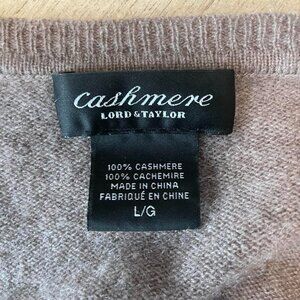 cashmere
LORD & TAYLOR
100% CASHMERE
100% CACHEMIRE
MADE IN CHINA
FABRIQUÉ EN CHINE
L/G